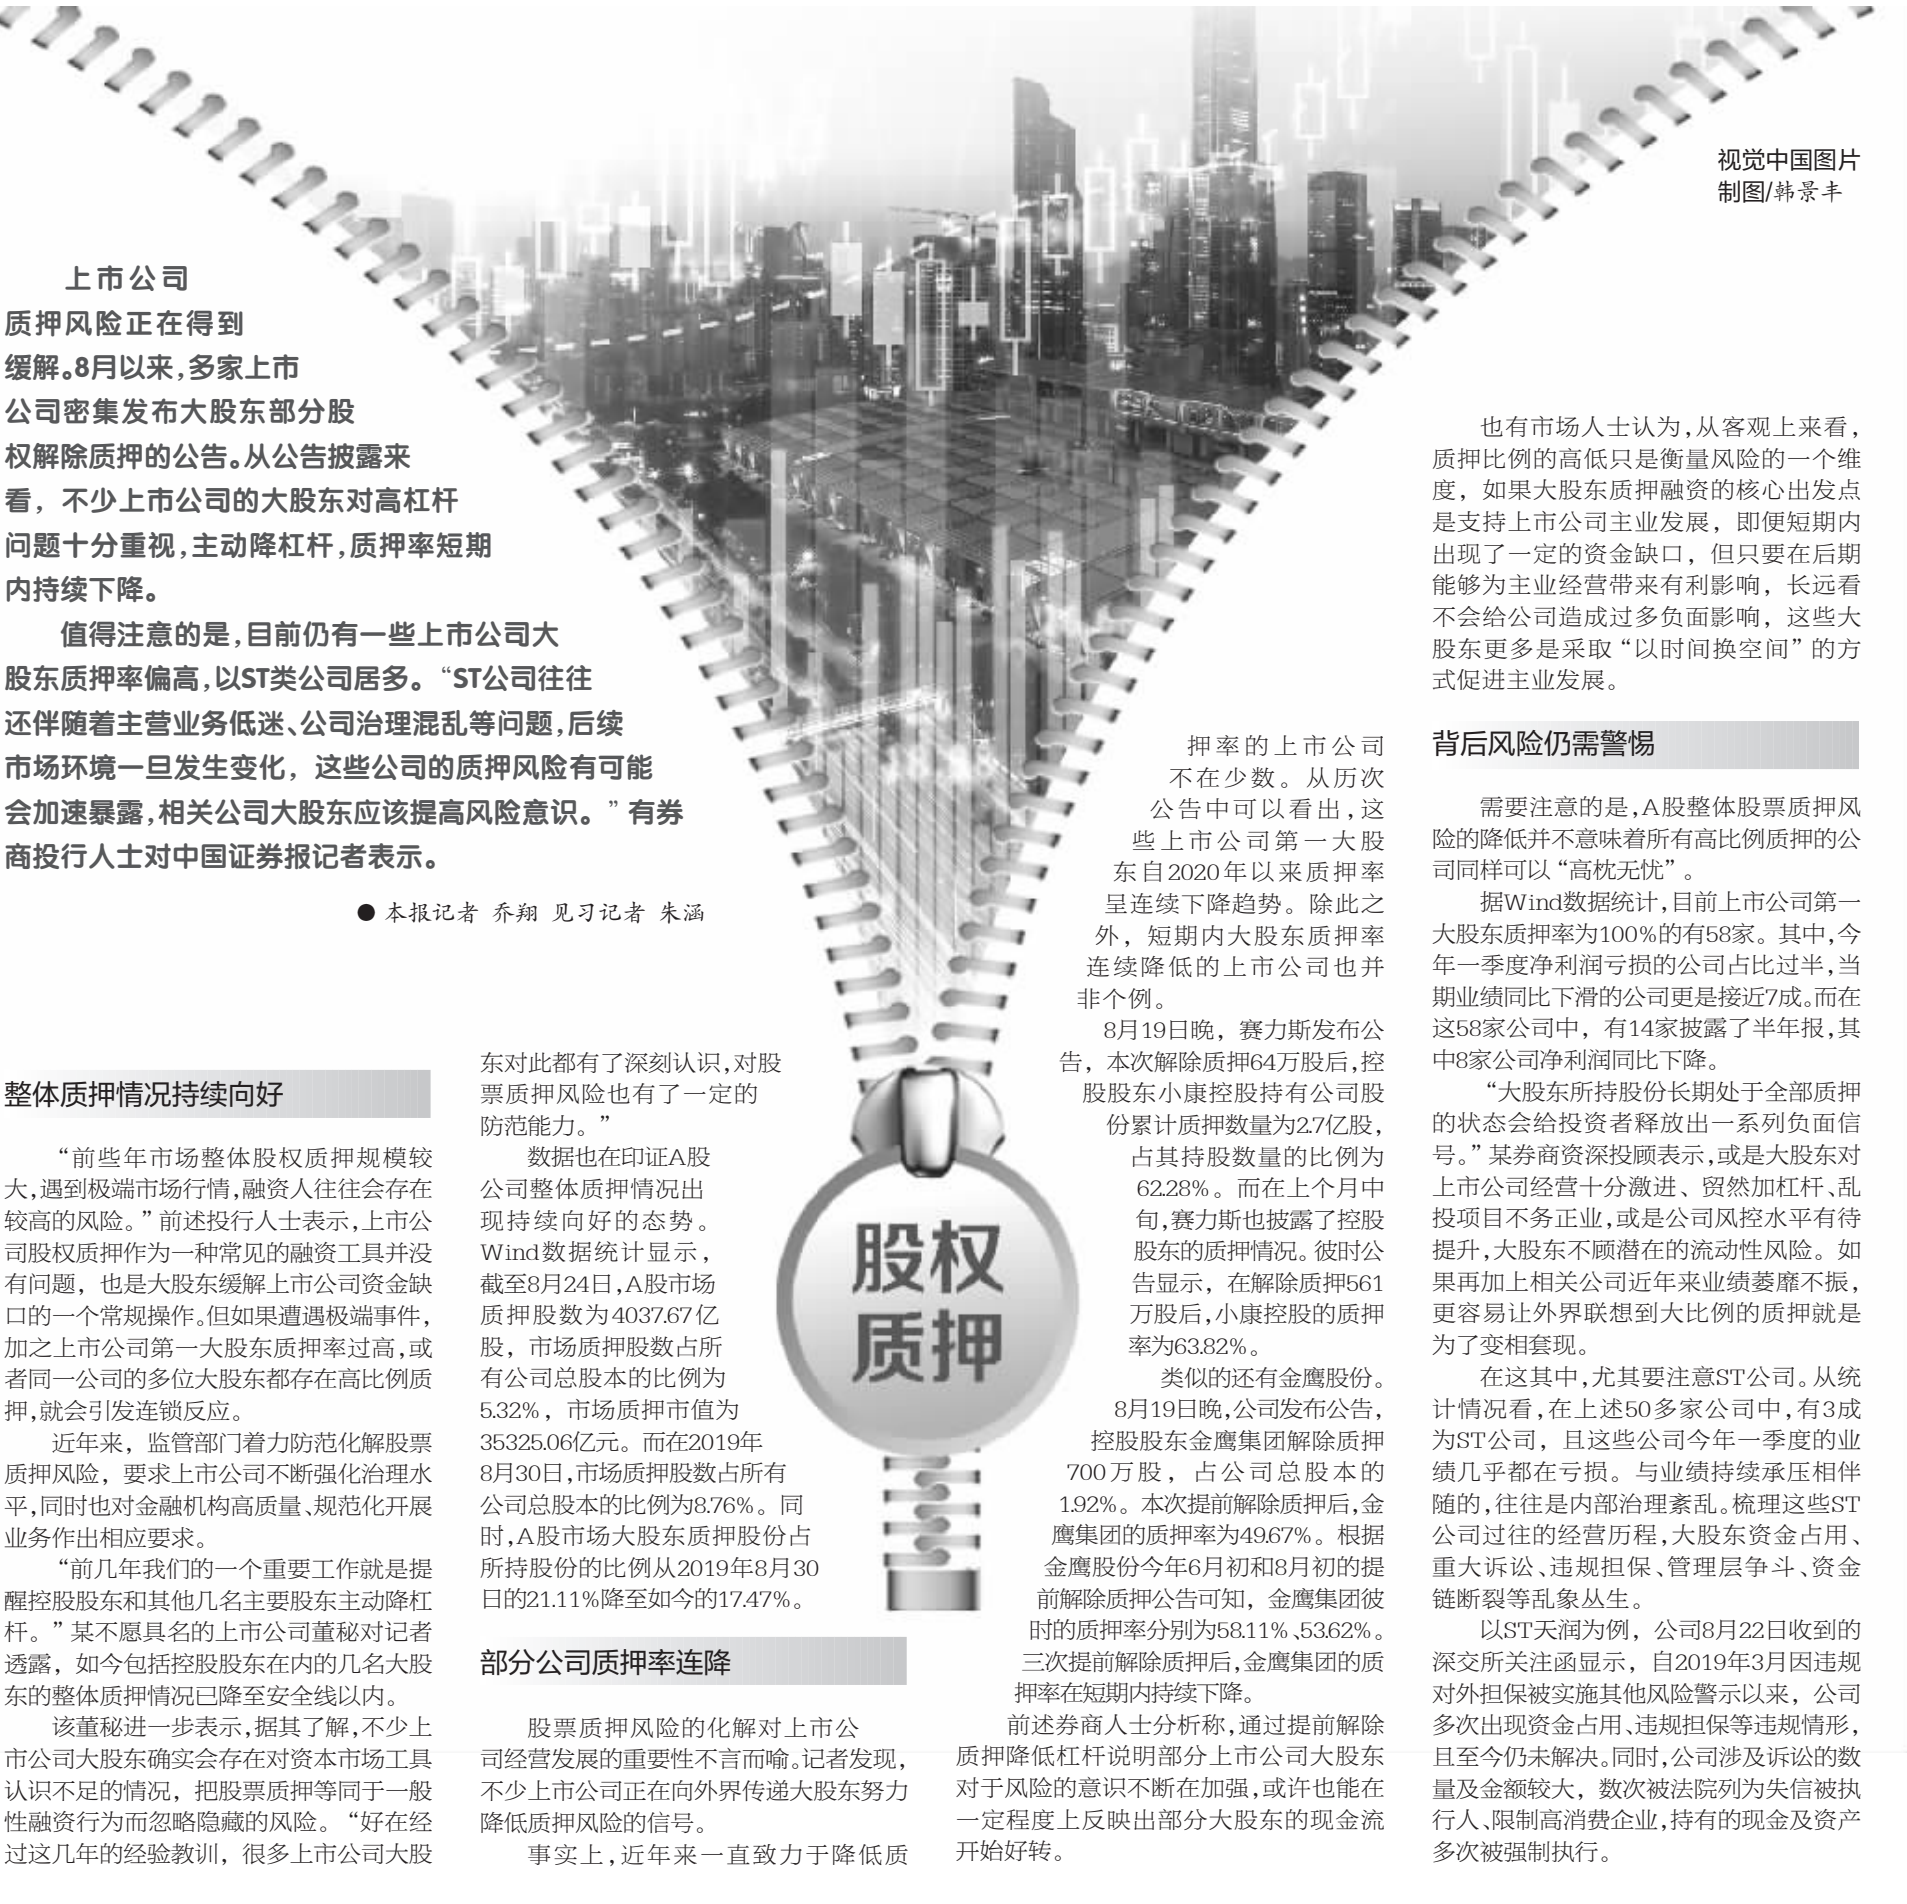 视觉中国图片
制图/韩景丰
上市公司
质押风险正在得到
缓解。8月以来,多家上市
公司密集发布大股东部分股
权解除质押的公告。从公告披露来
看，不少上市公司的大股东对高杠杆
问题十分重视,主动降杠杆,质押率短期
内持续下降。
值得注意的是,目前仍有一些上市公司大
股东质押率偏高,以ST类公司居多。“ST公司往往
还伴随着主营业务低迷、公司治理混乱等问题,后续
市场环境一旦发生变化，这些公司的质押风险有可能
会加速暴露,相关公司大股东应该提高风险意识。”有券
商投行人士对中国证券报记者表示。
● 本报记者 乔翔 见习记者 朱涵
整体质押情况持续向好
“前些年市场整体股权质押规模较
大,遇到极端市场行情,融资人往往会存在
较高的风险。”前述投行人士表示,上市公
司股权质押作为一种常见的融资工具并没
有问题，也是大股东缓解上市公司资金缺
口的一个常规操作。但如果遭遇极端事件,
加之上市公司第一大股东质押率过高,或
者同一公司的多位大股东都存在高比例质
押,就会引发连锁反应。
近年来，监管部门着力防范化解股票
质押风险，要求上市公司不断强化治理水
平,同时也对金融机构高质量、规范化开展
业务作出相应要求。
“前几年我们的一个重要工作就是提
醒控股股东和其他几名主要股东主动降杠
杆。”某不愿具名的上市公司董秘对记者
透露，如今包括控股股东在内的几名大股
东的整体质押情况已降至安全线以内。
该董秘进一步表示,据其了解,不少上
市公司大股东确实会存在对资本市场工具
认识不足的情况，把股票质押等同于一般
性融资行为而忽略隐藏的风险。“好在经
过这几年的经验教训，很多上市公司大股
东对此都有了深刻认识,对股
票质押风险也有了一定的
防范能力。”
数据也在印证A股
公司整体质押情况出
现持续向好的态势。
Wind数据统计显示，
截至8月24日,A股市场
质押股数为4037.67亿
股，市场质押股数占所
有公司总股本的比例为
5.32%，市场质押市值为
35325.06亿元。而在2019年
8月30日,市场质押股数占所有
公司总股本的比例为8.76%。同
时,A股市场大股东质押股份占
所持股份的比例从2019年8月30
日的21.11%降至如今的17.47%。
部分公司质押率连降
股票质押风险的化解对上市公
司经营发展的重要性不言而喻。记者发现,
不少上市公司正在向外界传递大股东努力
降低质押风险的信号。
事实上,近年来一直致力于降低质
股权
质押
押率的上市公司
不在少数。从历次
公告中可以看出,这
些上市公司第一大股
东自2020年以来质押率
呈连续下降趋势。除此之
外，短期内大股东质押率
连续降低的上市公司也并
非个例。
8月19日晚，赛力斯发布公
告，本次解除质押64万股后,控
股股东小康控股持有公司股
份累计质押数量为2.7亿股，
占其持股数量的比例为
62.28%。而在上个月中
旬,赛力斯也披露了控股
股东的质押情况。彼时公
告显示，在解除质押561
万股后,小康控股的质押
率为63.82%。
类似的还有金鹰股份。
8月19日晚,公司发布公告,
控股股东金鹰集团解除质押
700万股，占公司总股本的
1.92%。本次提前解除质押后,金
鹰集团的质押率为49.67%。根据
金鹰股份今年6月初和8月初的提
前解除质押公告可知，金鹰集团彼
时的质押率分别为58.11%、53.62%。
三次提前解除质押后,金鹰集团的质
押率在短期内持续下降。
前述券商人士分析称,通过提前解除
质押降低杠杆说明部分上市公司大股东
对于风险的意识不断在加强,或许也能在
一定程度上反映出部分大股东的现金流
开始好转。
也有市场人士认为,从客观上来看,
质押比例的高低只是衡量风险的一个维
度，如果大股东质押融资的核心出发点
是支持上市公司主业发展，即便短期内
出现了一定的资金缺口，但只要在后期
能够为主业经营带来有利影响，长远看
不会给公司造成过多负面影响，这些大
股东更多是采取“以时间换空间”的方
式促进主业发展。
背后风险仍需警惕
需要注意的是,A股整体股票质押风
险的降低并不意味着所有高比例质押的公
司同样可以“高枕无忧”。
据Wind数据统计,目前上市公司第一
大股东质押率为100%的有58家。其中,今
年一季度净利润亏损的公司占比过半,当
期业绩同比下滑的公司更是接近7成。而在
这58家公司中，有14家披露了半年报,其
中8家公司净利润同比下降。
“大股东所持股份长期处于全部质押
的状态会给投资者释放出一系列负面信
号。”某券商资深投顾表示,或是大股东对
上市公司经营十分激进、贸然加杠杆、乱
投项目不务正业,或是公司风控水平有待
提升,大股东不顾潜在的流动性风险。如
果再加上相关公司近年来业绩萎靡不振,
更容易让外界联想到大比例的质押就是
为了变相套现。
在这其中,尤其要注意ST公司。从统
计情况看,在上述50多家公司中,有3成
为ST公司，且这些公司今年一季度的业
绩几乎都在亏损。与业绩持续承压相伴
随的,往往是内部治理紊乱。梳理这些ST
公司过往的经营历程,大股东资金占用、
重大诉讼、违规担保、管理层争斗、资金
链断裂等乱象丛生。
以ST天润为例，公司8月22日收到的
深交所关注函显示，自2019年3月因违规
对外担保被实施其他风险警示以来，公司
多次出现资金占用、违规担保等违规情形,
且至今仍未解决。同时,公司涉及诉讼的数
量及金额较大，数次被法院列为失信被执
行人、限制高消费企业,持有的现金及资产
多次被强制执行。